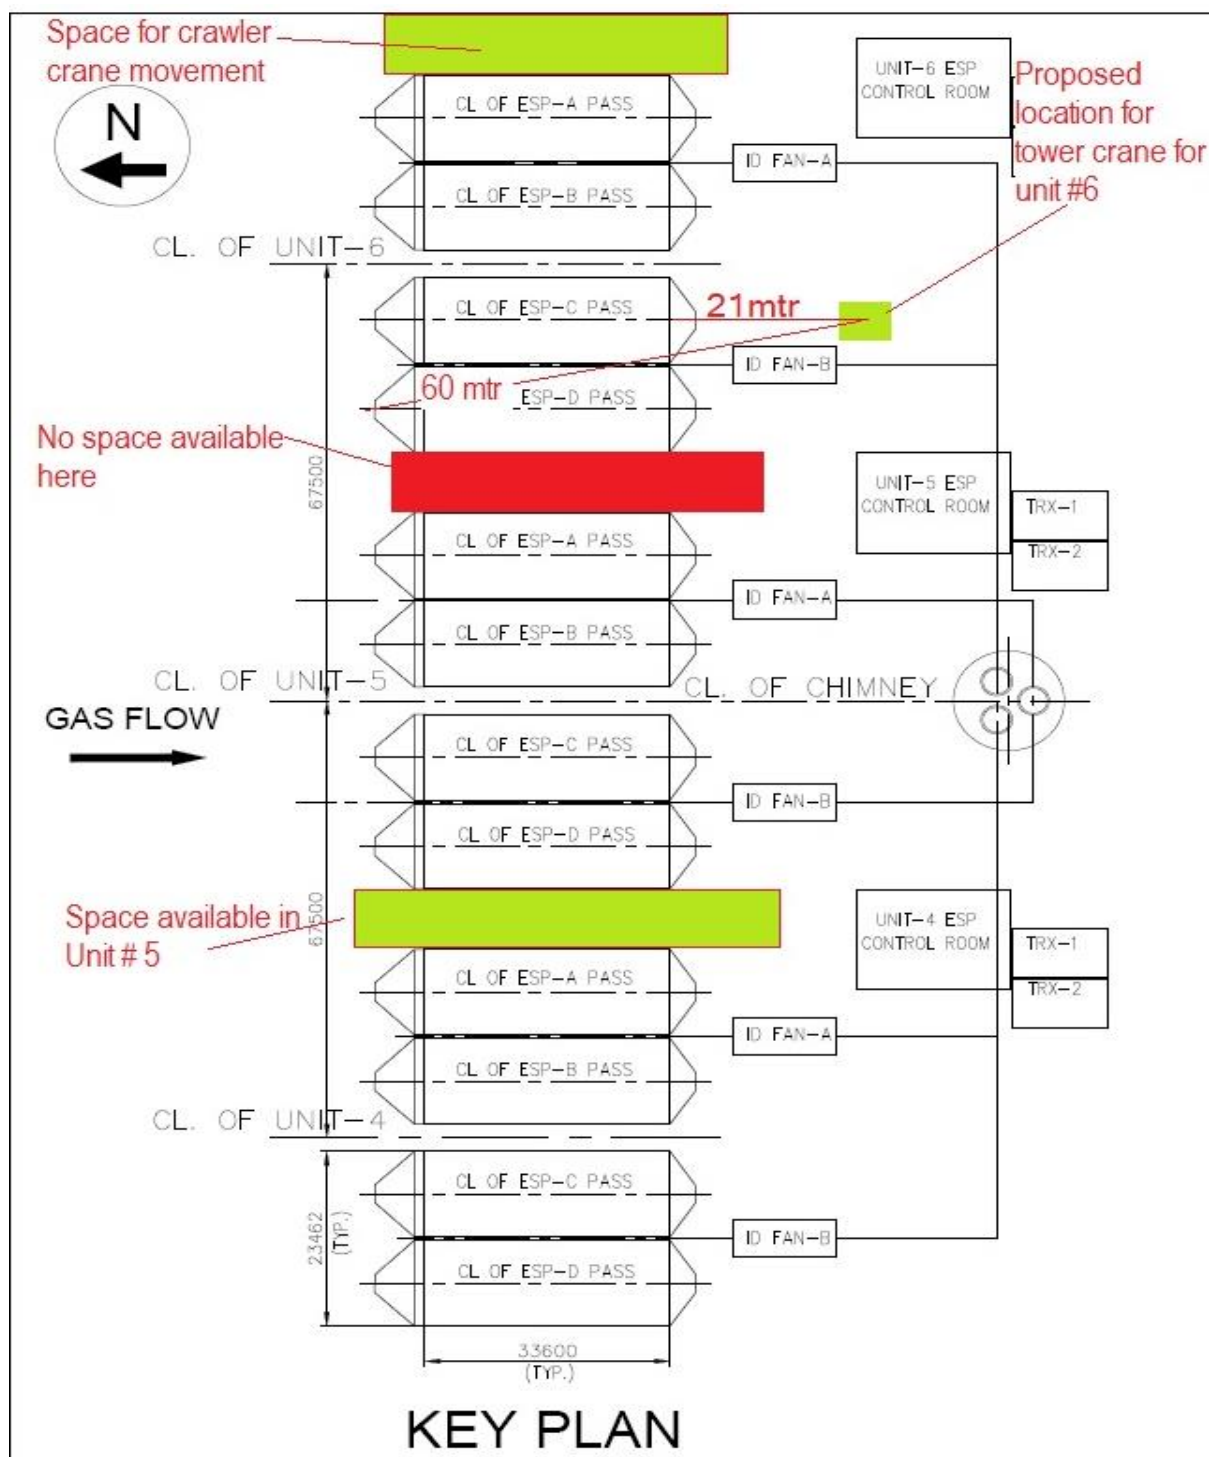 Space for crawler
crane movement
N
CL OF ESP-A PASS
UNIT-6 ESP
CONTROL ROOM
Proposed
location for
tower crane for
unit #6
ID FAN-A
CL OF ESP-B PASS
CL. OF UNIT-6
CL OF ESP-C PASS
21mtr
ID FAN-B
60 mtr
ESP-D PASS
No space available
here
67500
UNIT-5 ESP
CONTROL ROOM
TRX-1
TRX-2
CL OF ESP-A PASS
ID FAN-A
CL OF ESP-B PASS
CL. OF UNIT-5
CL. OF CHIMNEY
GAS FLOW
CL OF ESP-C PASS
ID FAN-B
CL OF ESP-D PASS
Space available in
Unit # 5
67500
UNIT-4 ESP
CONTROL ROOM
TRX-1
TRX-2
CL OF ESP-A PASS
ID FAN-A
CL OF ESP-B PASS
CL. OF UNIT-4
CL OF ESP-C PASS
23462
(TYP.)
ID FAN-B
CL OF ESP-D PASS
33600
(TYP.)
KEY PLAN